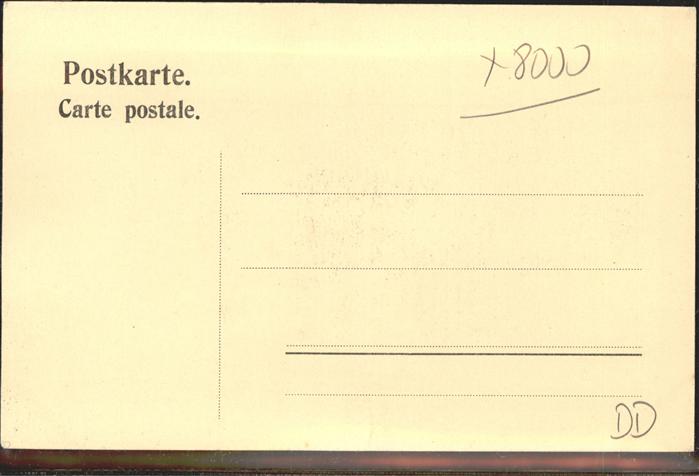 Postkarte.
Carte postale.
x8000
DD